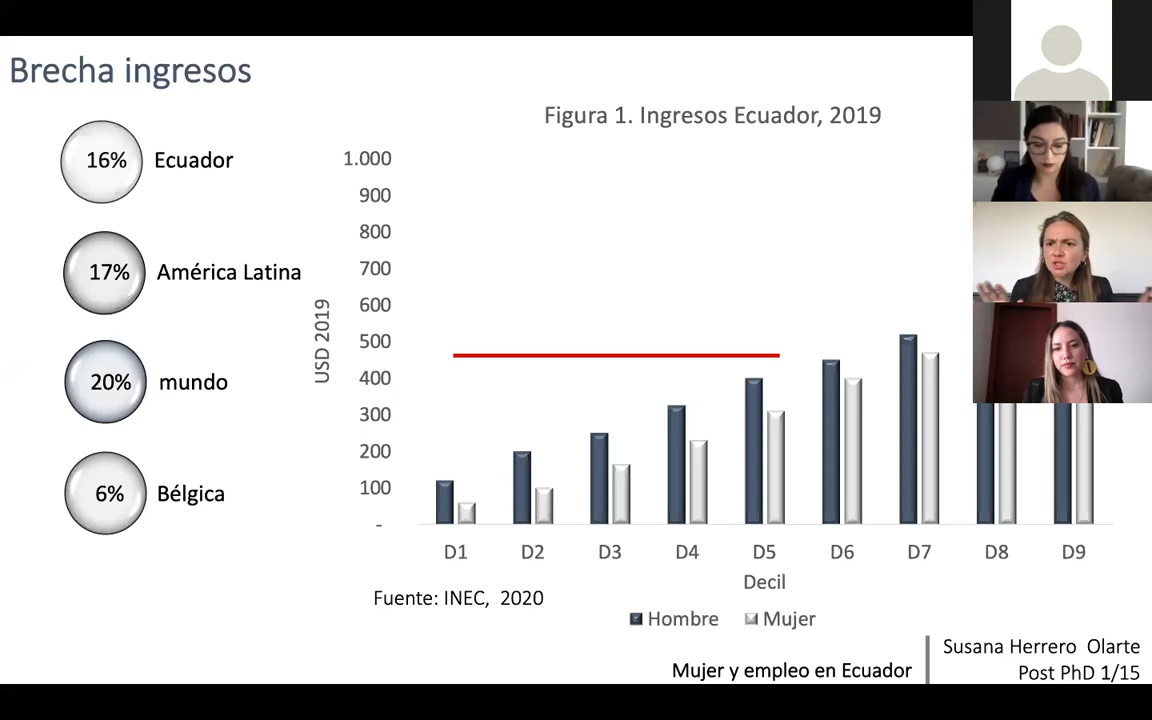 Brecha ingresos
16% Ecuador
17% América Latina
20% mundo
6% Bélgica
Figura 1. Ingresos Ecuador, 2019
USD 2019
1.000
900
800
700
600
500
400
300
200
100
-
D1 D2 D3 D4 D5 D6 D7 D8 D9
Decil
Hombre Mujer
Fuente: INEC, 2020
Mujer y empleo en Ecuador
Susana Herrero Olarte
Post PhD 1/15